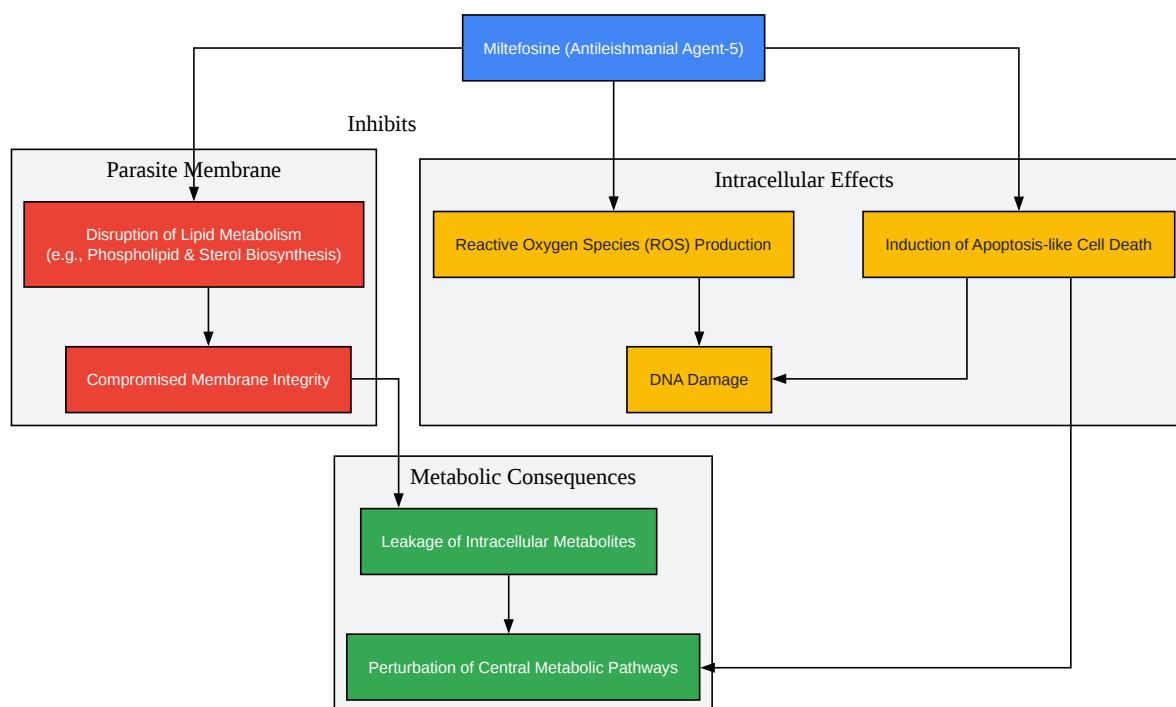 Miltefosine (Antileishmanial Agent-5)
Inhibits
Parasite Membrane
Disruption of Lipid Metabolism
(e.g., Phospholipid & Sterol Biosynthesis)
Compromised Membrane Integrity
Intracellular Effects
Reactive Oxygen Species (ROS) Production
Induction of Apoptosis-like Cell Death
DNA Damage
Metabolic Consequences
Leakage of Intracellular Metabolites
Perturbation of Central Metabolic Pathways